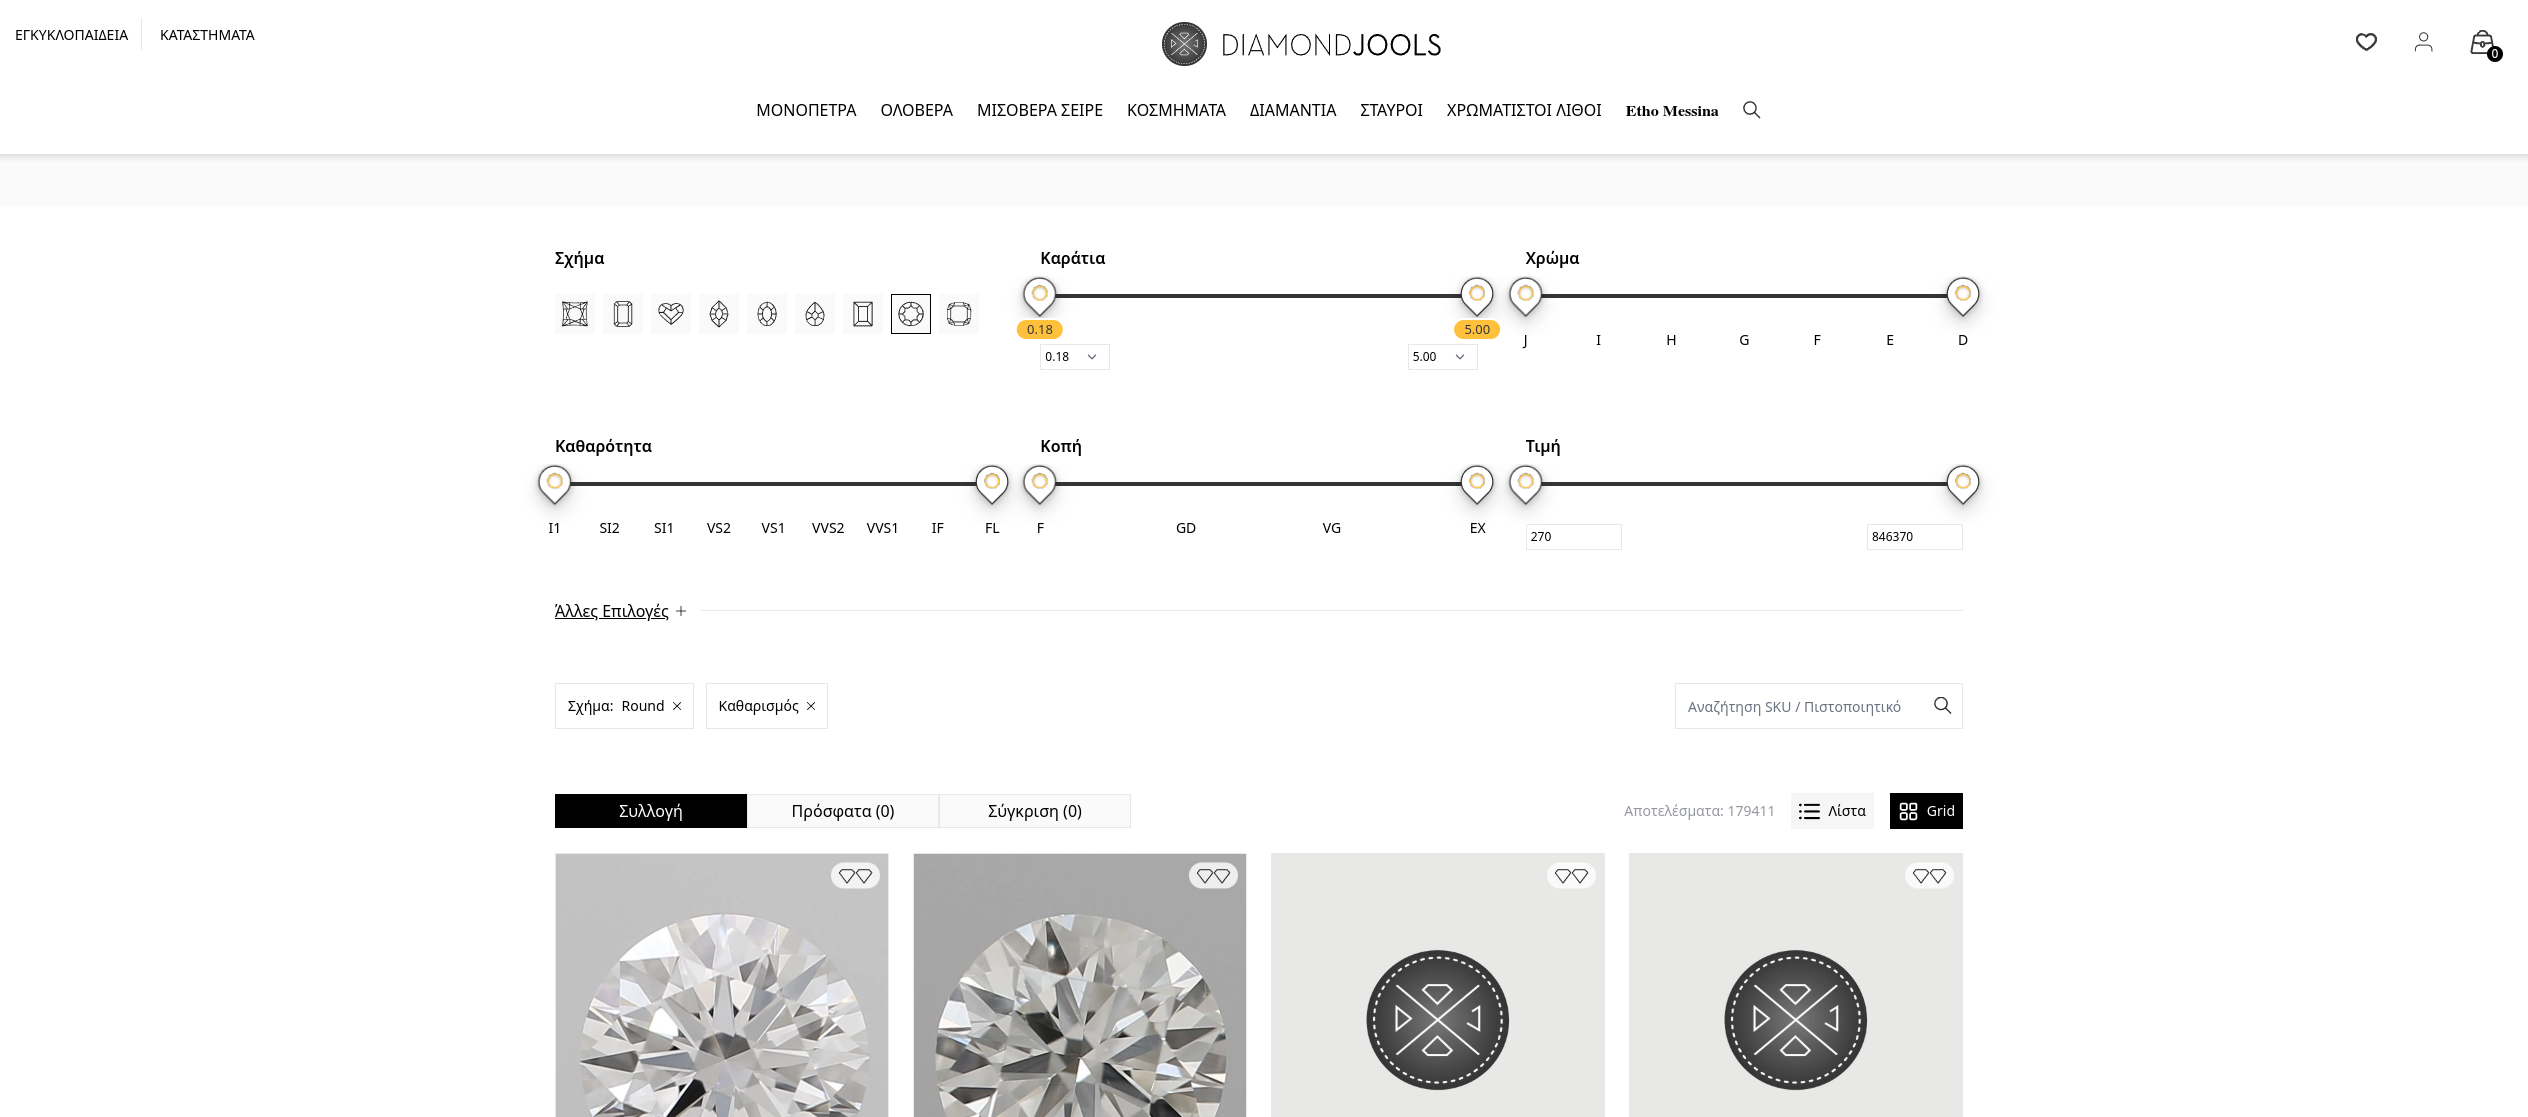 ΕΓΚΥΚΛΟΠΑΙΔΕΙΑ ΚΑΤΑΣΤΗΜΑΤΑ
DIAMONDJOOLS
0
ΜΟΝΟΠΕΤΡΑ ΟΛΟΒΕΡΑ ΜΙΣΟΒΕΡΑ ΣΕΙΡΕ ΚΟΣΜΗΜΑΤΑ ΔΙΑΜΑΝΤΙΑ ΣΤΑΥΡΟΙ ΧΡΩΜΑΤΙΣΤΟΙ ΛΙΘΟΙ Etho Messina
Σχήμα Καράτια Χρώμα
0.18 5.00
J I H G F E D
0.18 5.00
Καθαρότητα Κοπή Τιμή
I1 SI2 SI1 VS2 VS1 VVS2 VVS1 IF FL F GD VG EX
270 846370
Άλλες Επιλογές +
Σχήμα: Round Καθαρισμός
Αναζήτηση SKU / Πιστοποιητικό
Συλλογή Πρόσφατα (0) Σύγκριση (0) Αποτελέσματα: 179411 Λίστα Grid